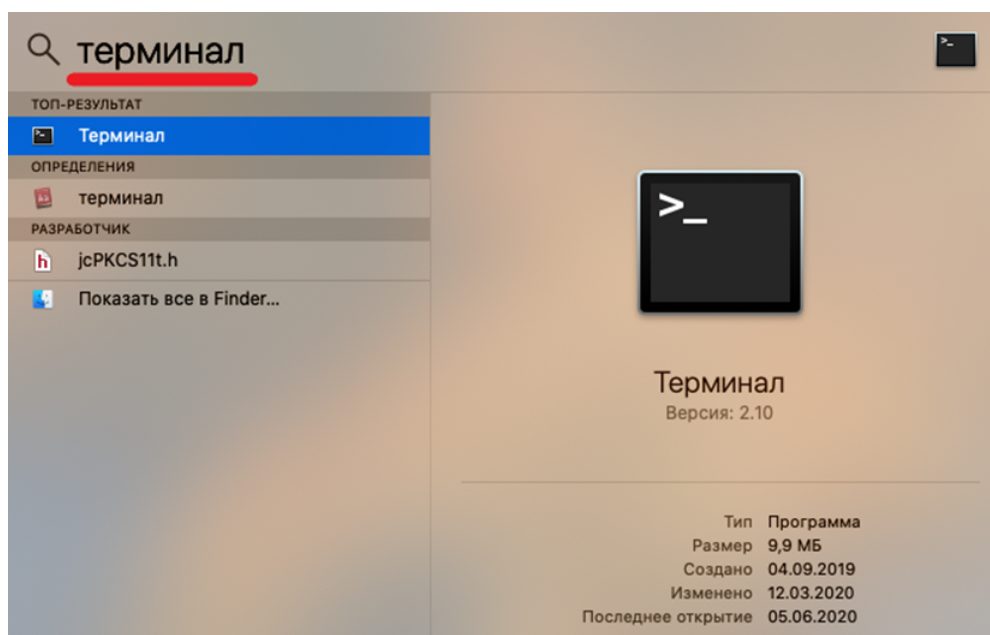 терминал
ТОП-РЕЗУЛЬТАТ
Терминал
ОПРЕДЕЛЕНИЯ
терминал
РАЗРАБОТЧИК
jcPKCS11t.h
Показать все в Finder...
>_
Терминал
Версия: 2.10
Тип Программа
Размер 9,9 МБ
Создано 04.09.2019
Изменено 12.03.2020
Последнее открытие 05.06.2020